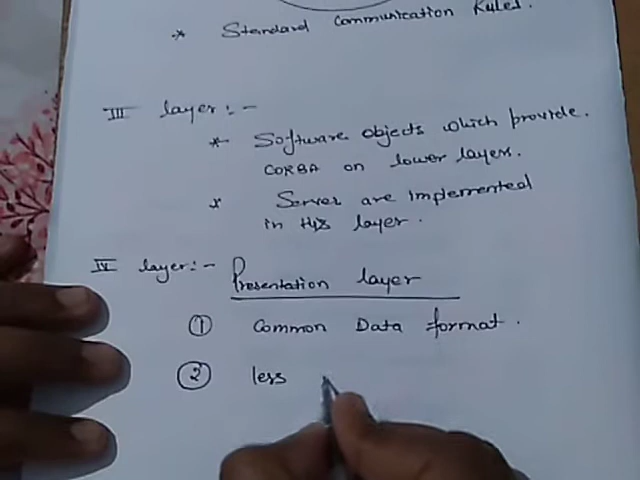 * Standard Communication Rules.
III layer:-
* Software objects which provide.
CORBA on lower layers.
* Server are implemented
in this layer.
IV layer:- Presentation layer
① Common Data format.
② less